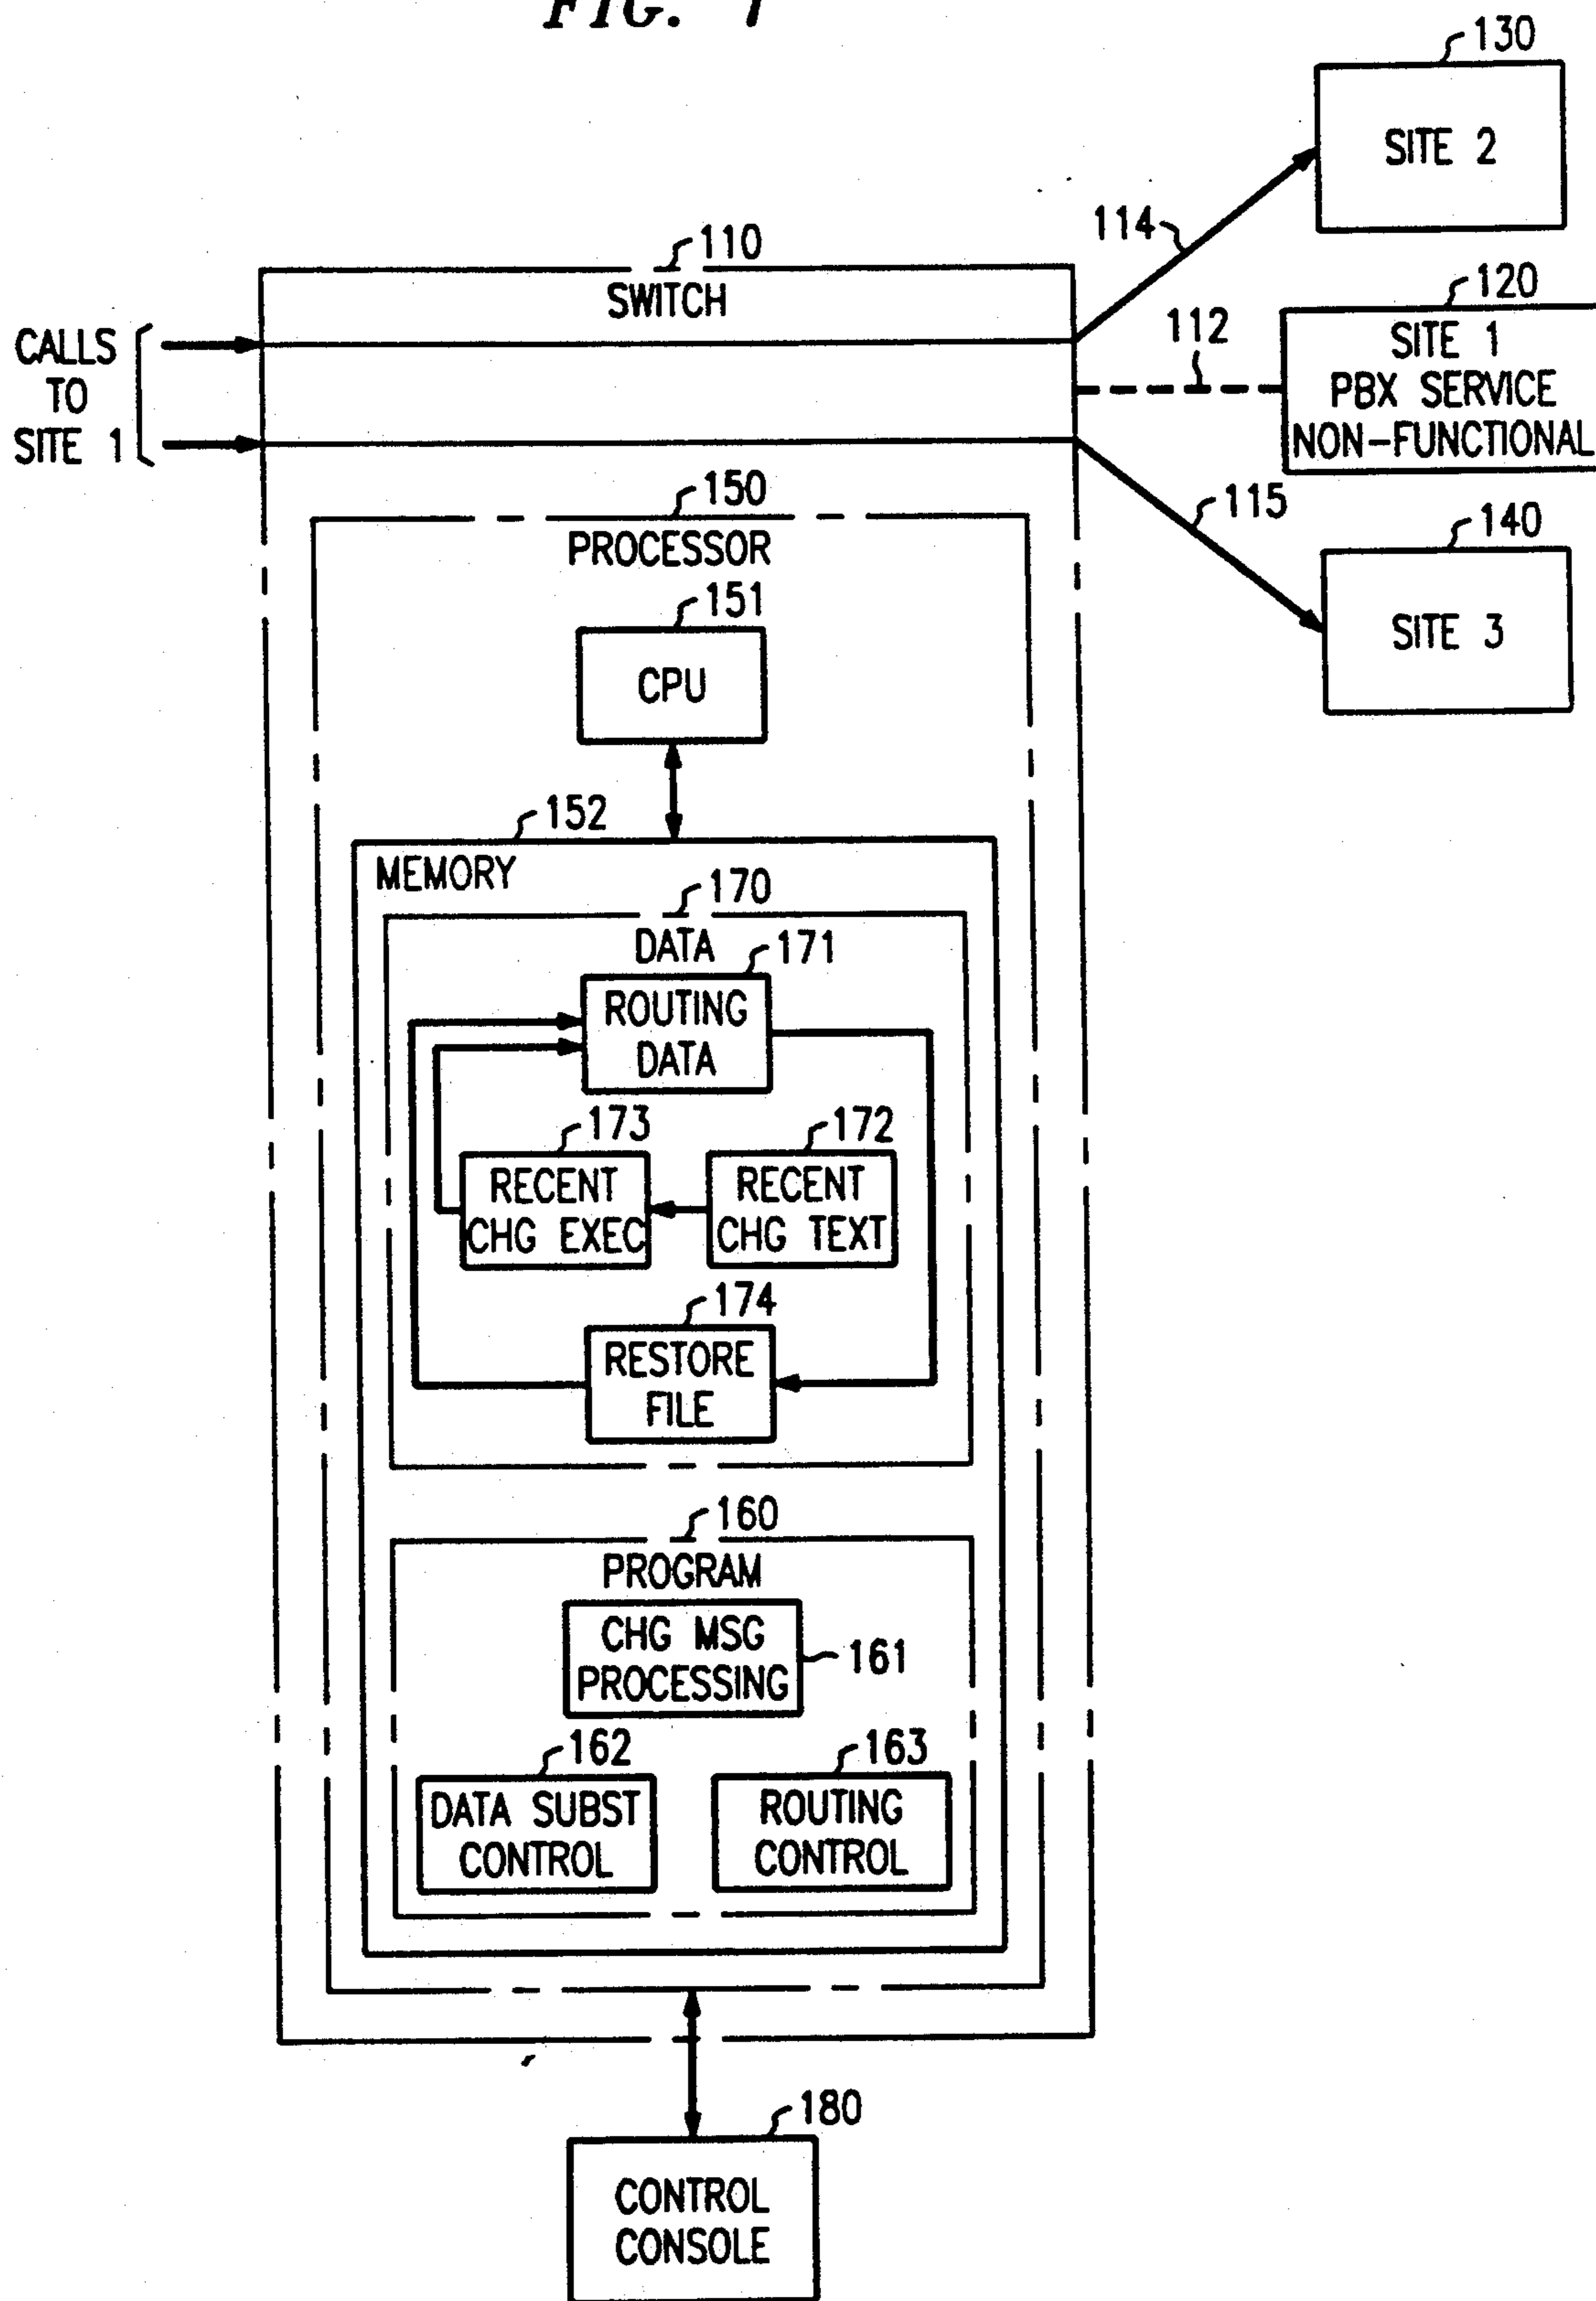 FIG. 1
130
SITE 2
114
110
SWITCH
120
SITE 1
PBX SERVICE
NON-FUNCTIONAL
112
CALLS
TO
SITE 1
115
140
SITE 3
150
PROCESSOR
151
CPU
152
MEMORY
170
DATA
171
ROUTING
DATA
173
RECENT
CHG EXEC
172
RECENT
CHG TEXT
174
RESTORE
FILE
160
PROGRAM
CHG MSG
PROCESSING
161
162
DATA SUBST
CONTROL
163
ROUTING
CONTROL
180
CONTROL
CONSOLE